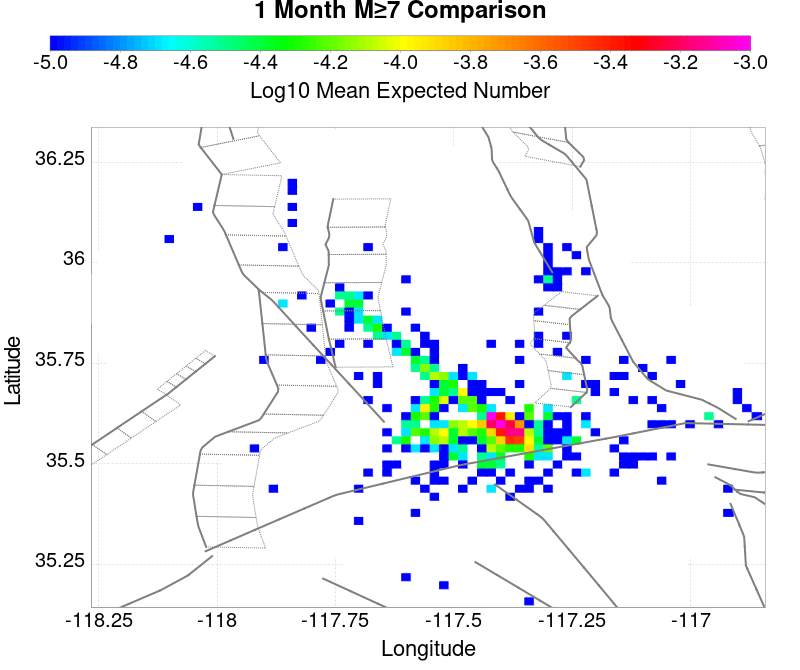 1 Month M≥7 Comparison
-5.0 -4.8 -4.6 -4.4 -4.2 -4.0 -3.8 -3.6 -3.4 -3.2 -3.0
Log10 Mean Expected Number
36.25
36
35.75
35.5
35.25
Latitude
-118.25 -118 -117.75 -117.5 -117.25 -117
Longitude